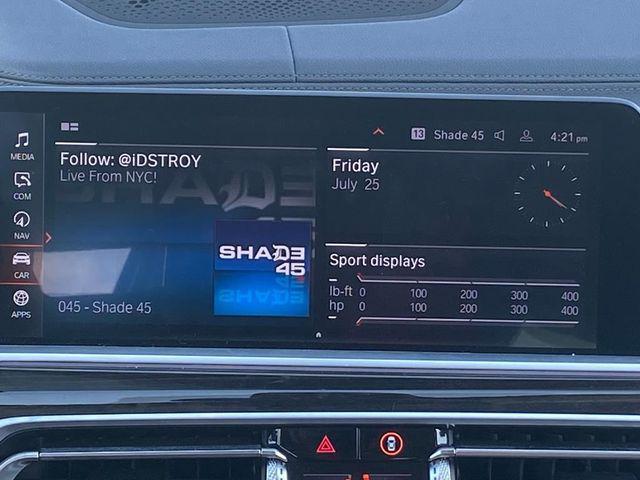 13 Shade 45 4:21 pm
MEDIA
COM
NAV
CAR
APPS
Follow: @iDSTROY
Live From NYC!
SHADE
45
SHADE
45
045 - Shade 45
Friday
July 25
Sport displays
lb-ft 0 100 200 300 400
hp 0 100 200 300 400